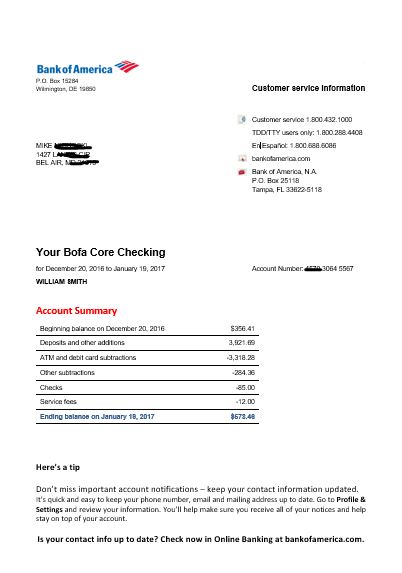 Bank of America
P.O. Box 15284
Wilmington, DE 19850
Customer service information
Customer service 1.800.432.1000
TDD/TTY users only: 1.800.288.4408
En Español: 1.800.688.6086
bankofamerica.com
Bank of America, N.A.
P.O. Box 25118
Tampa, FL 33622-5118
MIKE
1427
BEL AIR,
Your Bofa Core Checking
for December 20, 2016 to January 19, 2017
Account Number: 3064 5567
WILLIAM SMITH
Account Summary
Beginning balance on December 20, 2016 $356.41
Deposits and other additions 3,921.69
ATM and debit card subtractions -3,318.28
Other subtractions -284.36
Checks -85.00
Service fees -12.00
Ending balance on January 19, 2017 $578.46
Here's a tip
Don't miss important account notifications – keep your contact information updated.
It's quick and easy to keep your phone number, email and mailing address up to date. Go to Profile &
Settings and review your information. You'll help make sure you receive all of your notices and help
stay on top of your account.
Is your contact info up to date? Check now in Online Banking at bankofamerica.com.